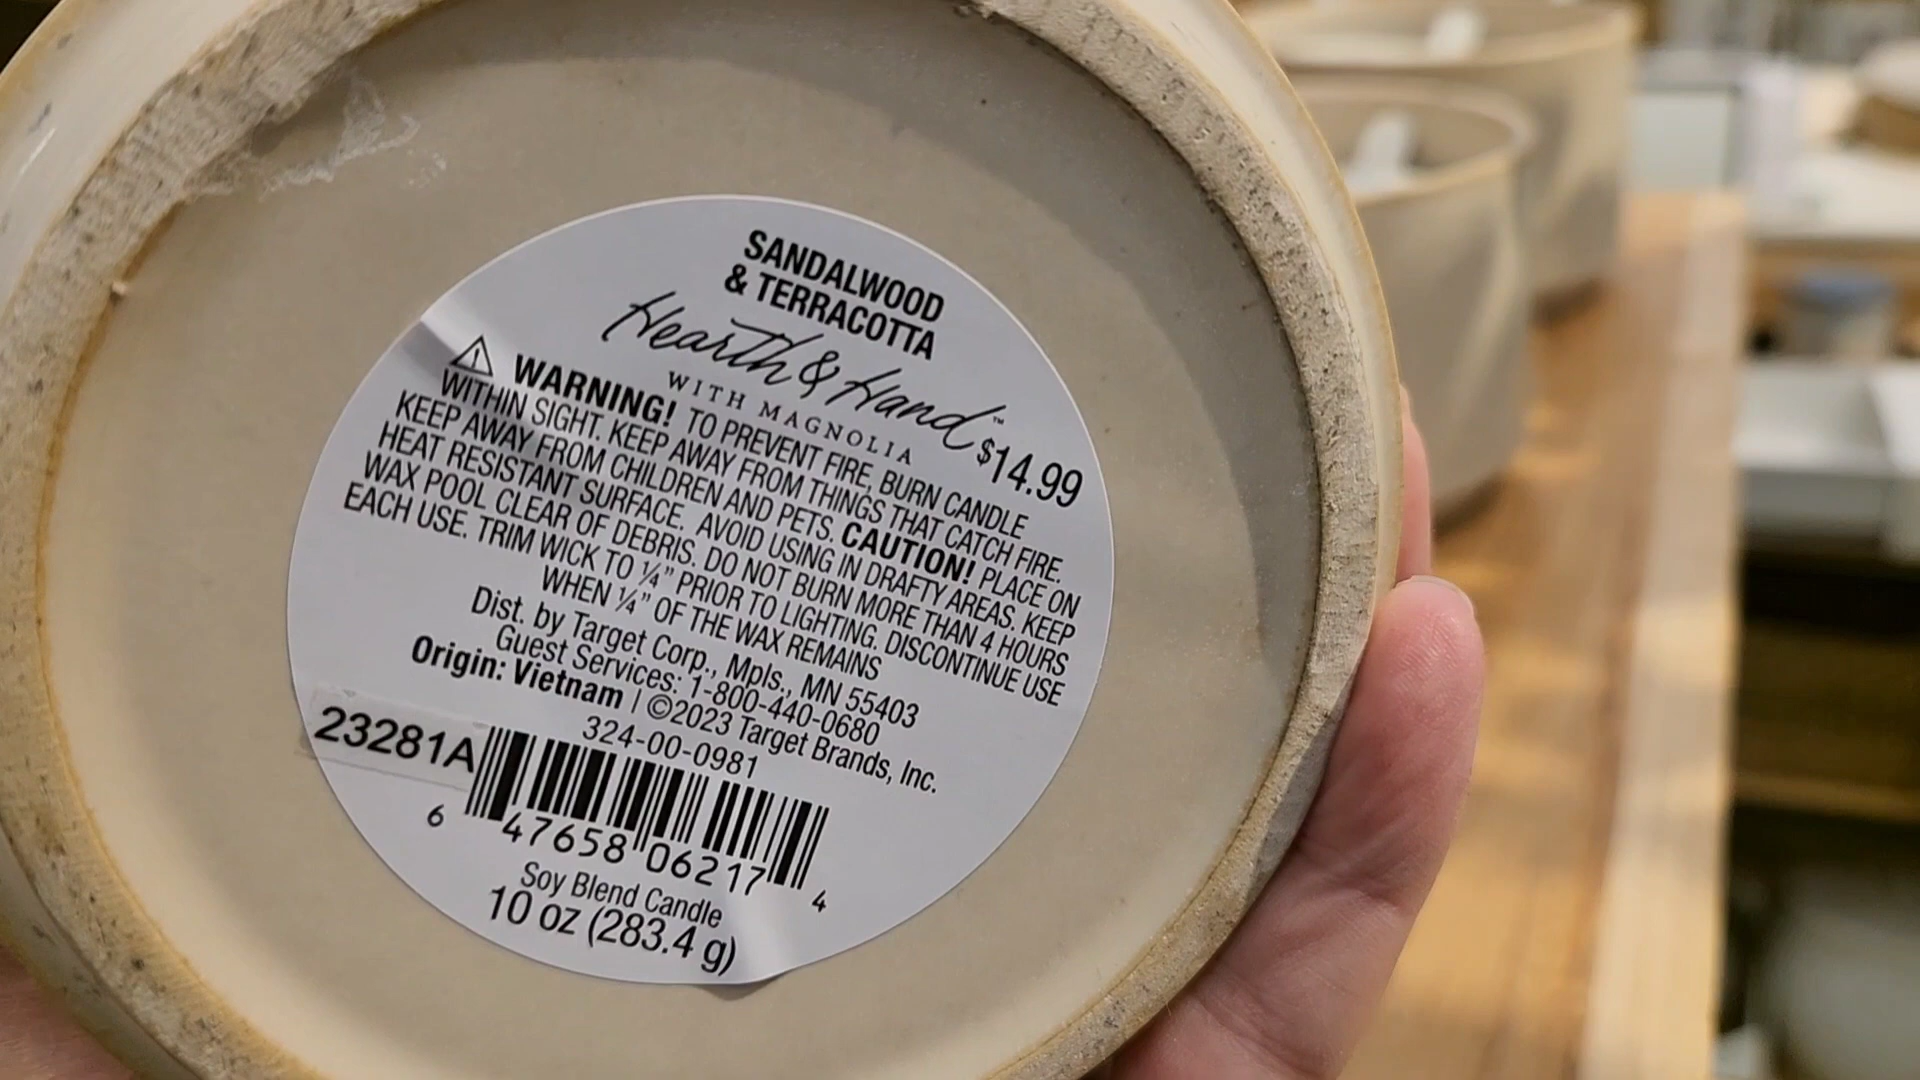 SANDALWOOD
& TERRACOTTA
Hearth & Hand™
WITH MAGNOLIA
$14.99
⚠ WARNING! TO PREVENT FIRE, BURN CANDLE
WITHIN SIGHT. KEEP AWAY FROM THINGS THAT CATCH FIRE.
KEEP AWAY FROM CHILDREN AND PETS. CAUTION! PLACE ON
HEAT RESISTANT SURFACE. AVOID USING IN DRAFTY AREAS. KEEP
WAX POOL CLEAR OF DEBRIS. DO NOT BURN MORE THAN 4 HOURS
EACH USE. TRIM WICK TO ¼" PRIOR TO LIGHTING. DISCONTINUE USE
WHEN ¼" OF THE WAX REMAINS
Dist. by Target Corp., Mpls., MN 55403
Guest Services: 1-800-440-0680
Origin: Vietnam | ©2023 Target Brands, Inc.
324-00-0981
23281A
6 47658 06217 4
Soy Blend Candle
10 oz (283.4 g)